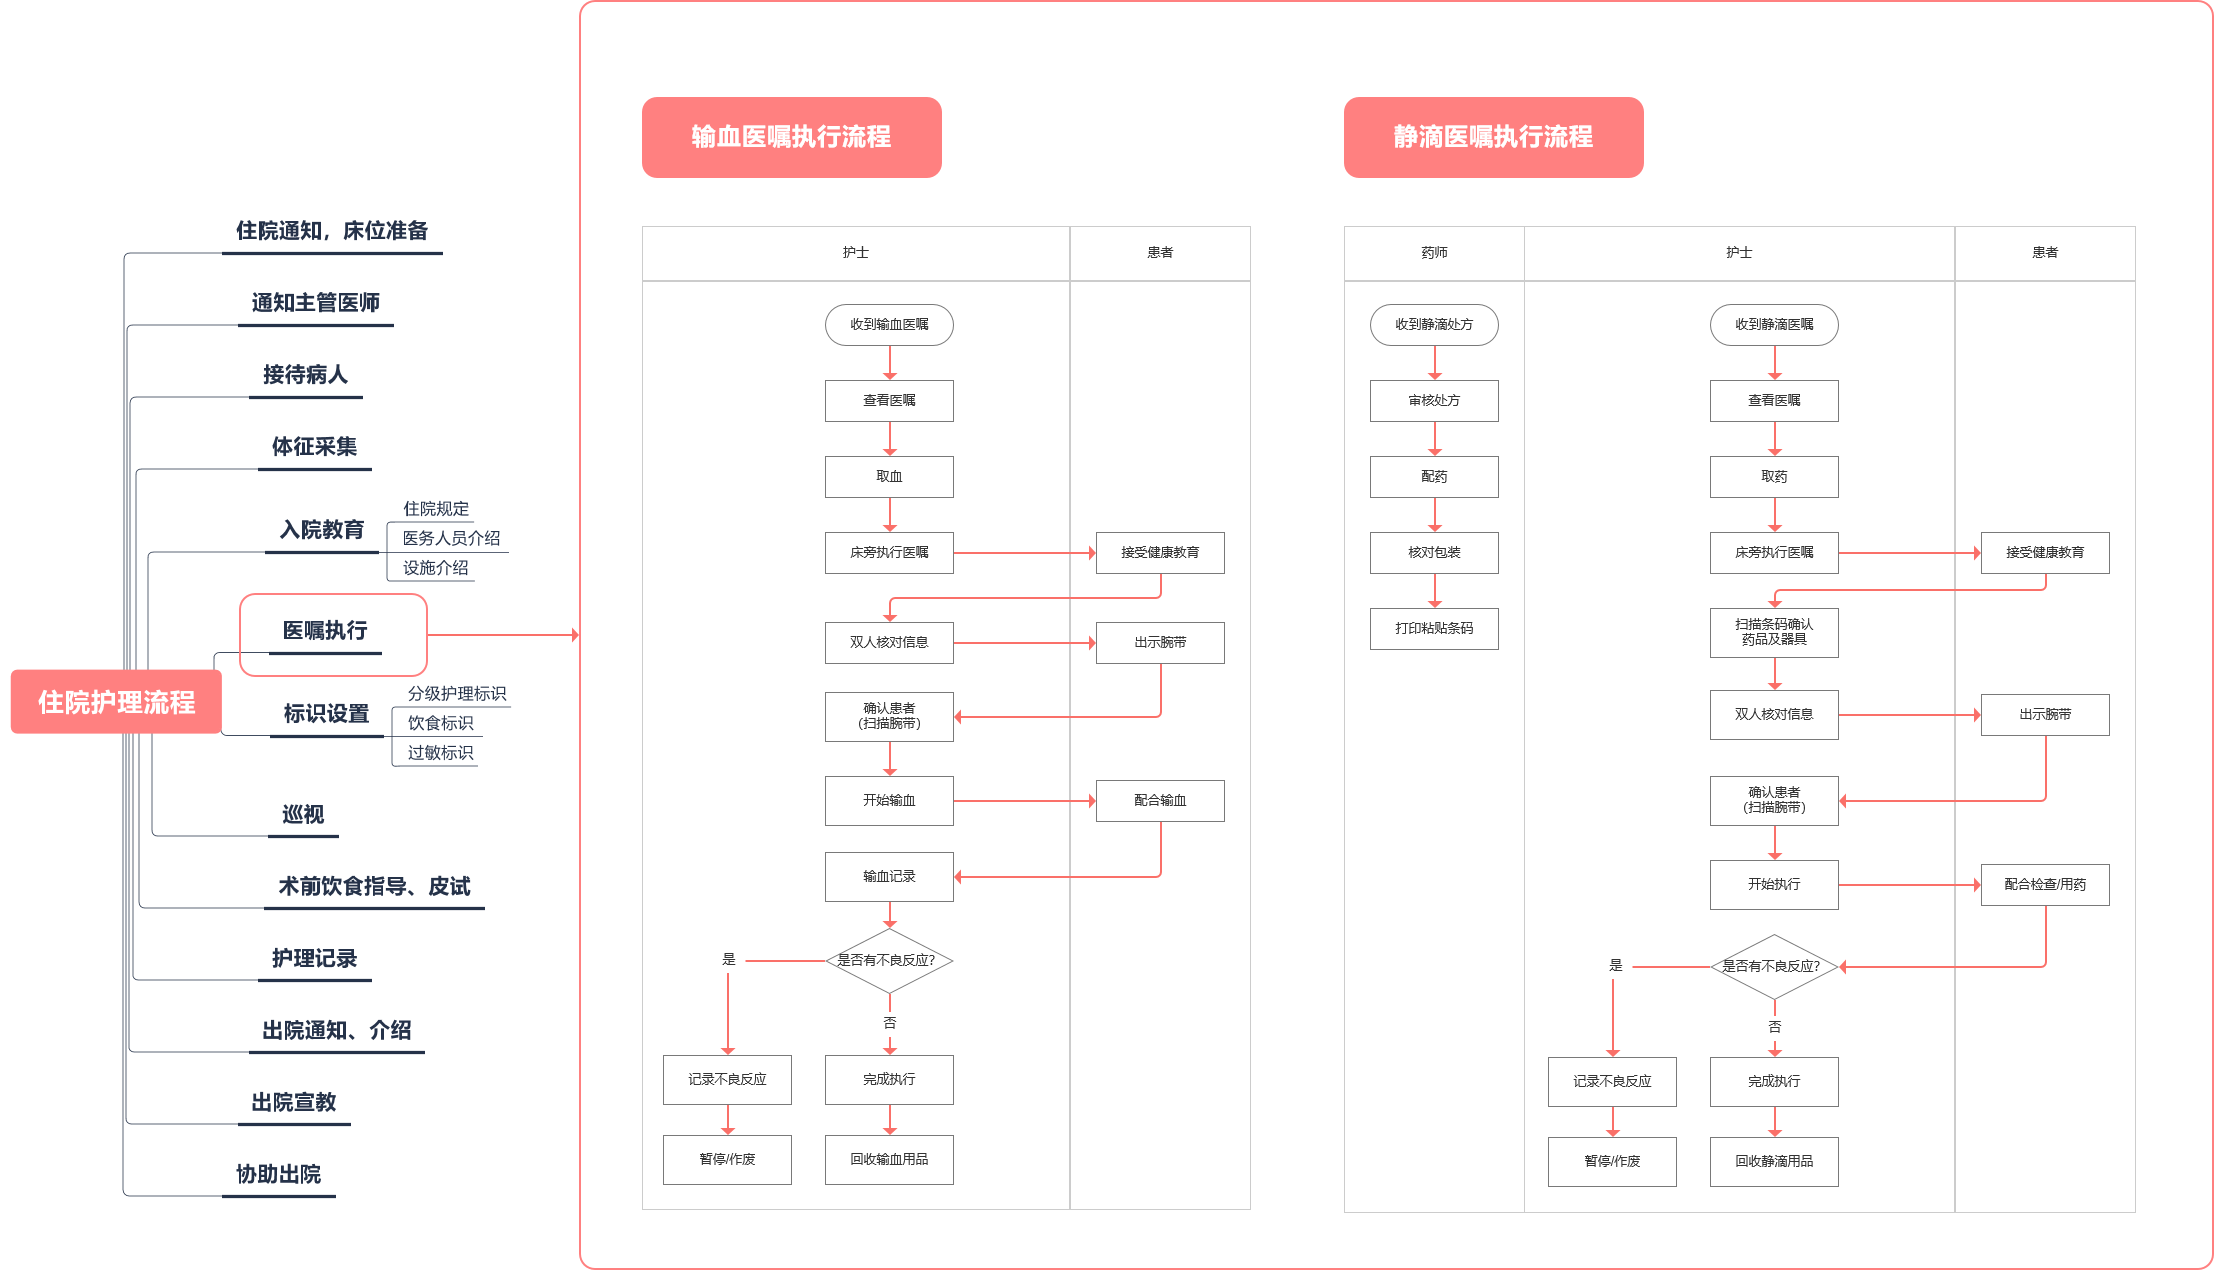 住院护理流程
住院通知，床位准备
通知主管医师
接待病人
体征采集
入院教育
住院规定
医务人员介绍
设施介绍
医嘱执行
标识设置
分级护理标识
饮食标识
过敏标识
巡视
术前饮食指导、皮试
护理记录
出院通知、介绍
出院宣教
协助出院
输血医嘱执行流程
护士
患者
收到输血医嘱
查看医嘱
取血
床旁执行医嘱
接受健康教育
双人核对信息
出示腕带
确认患者
（扫描腕带）
开始输血
配合输血
输血记录
是否有不良反应？
是
否
记录不良反应
完成执行
暂停/作废
回收输血用品
静滴医嘱执行流程
药师
护士
患者
收到静滴处方
审核处方
配药
核对包装
打印粘贴条码
收到静滴医嘱
查看医嘱
取药
床旁执行医嘱
接受健康教育
扫描条码确认
药品及器具
双人核对信息
出示腕带
确认患者
（扫描腕带）
开始执行
配合检查/用药
是否有不良反应？
是
否
记录不良反应
完成执行
暂停/作废
回收静滴用品